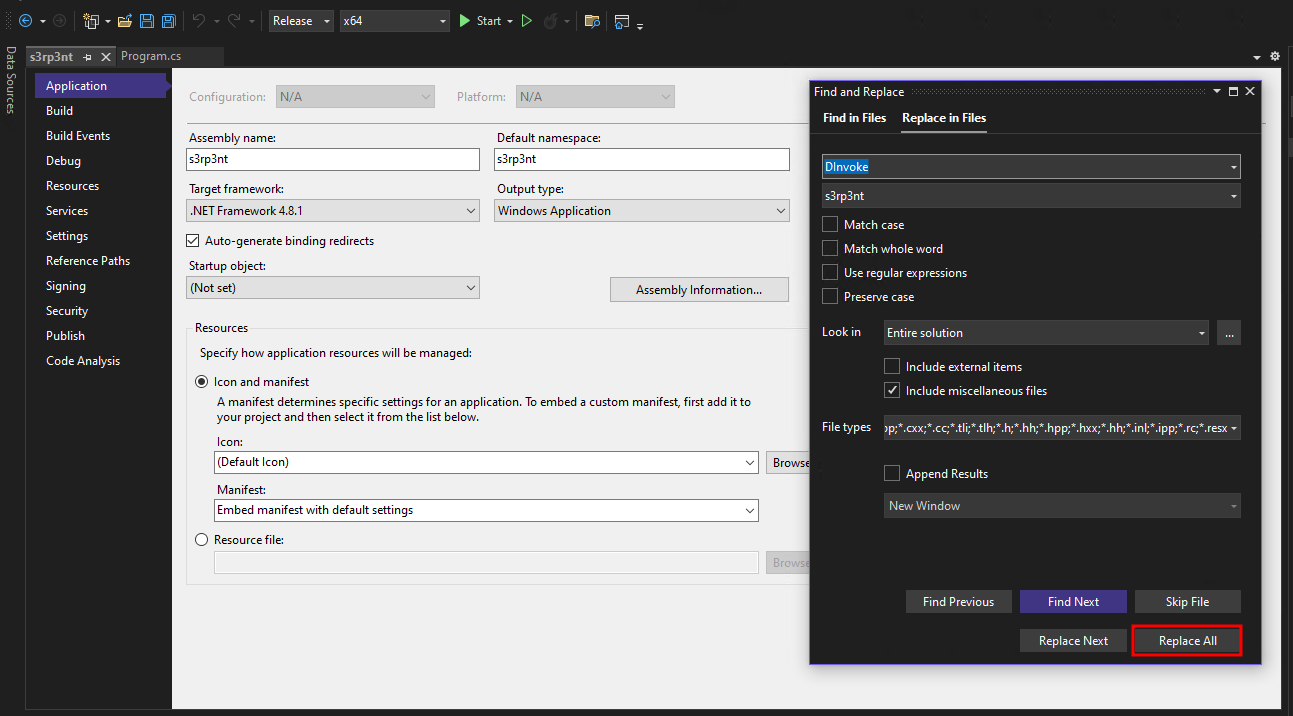 Release
x64
Start
Data Sources
s3rp3nt
Program.cs
Application
Build
Build Events
Debug
Resources
Services
Settings
Reference Paths
Signing
Security
Publish
Code Analysis
Configuration: N/A Platform: N/A
Assembly name: Default namespace:
s3rp3nt s3rp3nt
Target framework: Output type:
.NET Framework 4.8.1 Windows Application
Auto-generate binding redirects
Startup object:
(Not set) Assembly Information...
Resources
Specify how application resources will be managed:
Icon and manifest
A manifest determines specific settings for an application. To embed a custom manifest, first add it to
your project and then select it from the list below.
Icon:
(Default Icon) Browse
Manifest:
Embed manifest with default settings
Resource file:
Browse
Find and Replace
Find in Files Replace in Files
DInvoke
s3rp3nt
Match case
Match whole word
Use regular expressions
Preserve case
Look in Entire solution ...
Include external items
Include miscellaneous files
File types pp;*.cxx;*.cc;*.tli;*.tlh;*.h;*.hh;*.hpp;*.hxx;*.hh;*.inl;*.ipp;*.rc;*.resx
Append Results
New Window
Find Previous Find Next Skip File
Replace Next Replace All